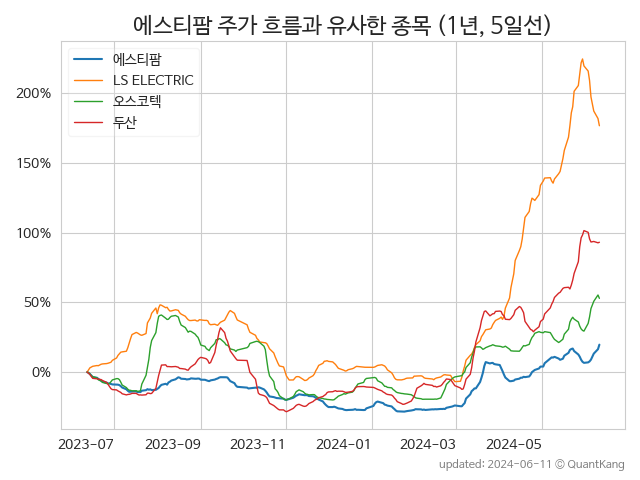 에스티팜 주가 흐름과 유사한 종목 (1년, 5일선)
에스티팜
LS ELECTRIC
오스코텍
두산
200%
150%
100%
50%
0%
2023-07 2023-09 2023-11 2024-01 2024-03 2024-05
updated: 2024-06-11 © QuantKang